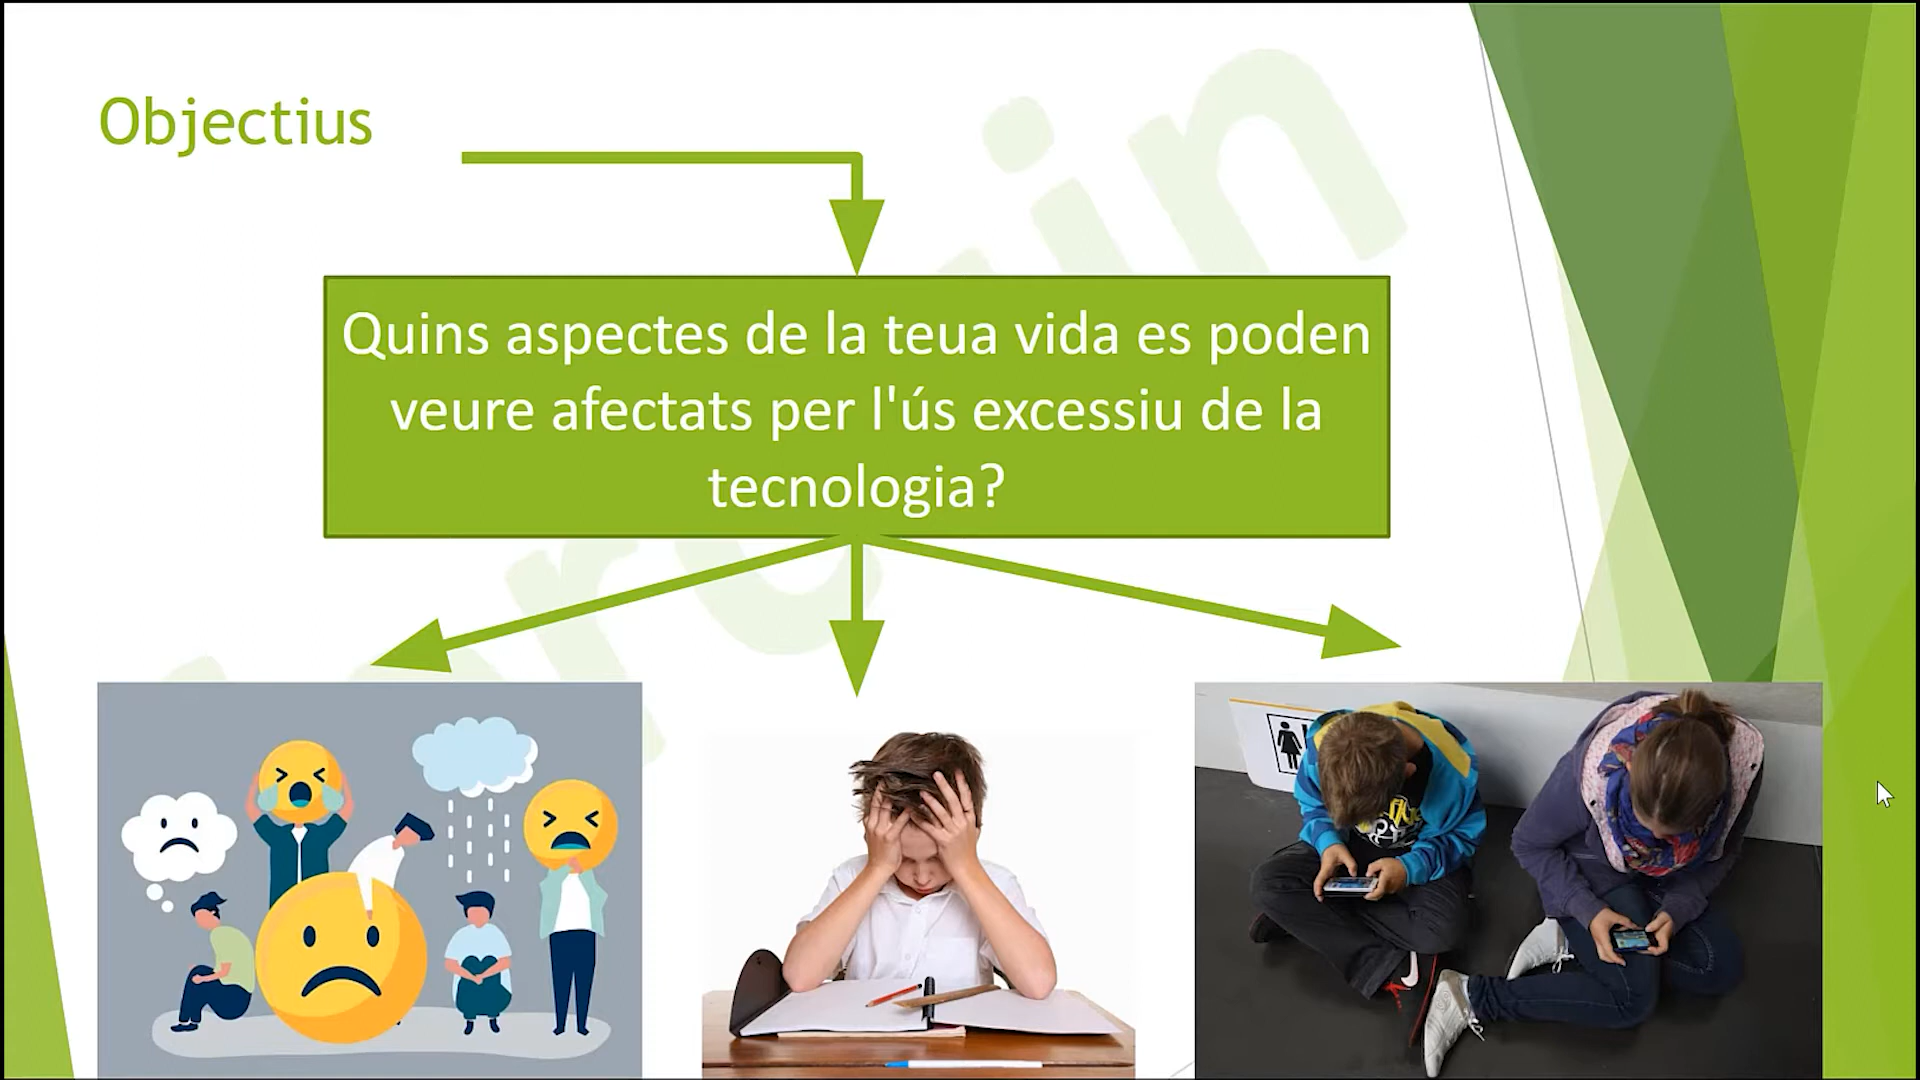 Objectius
Quins aspectes de la teua vida es poden
veure afectats per l'ús excessiu de la
tecnologia?